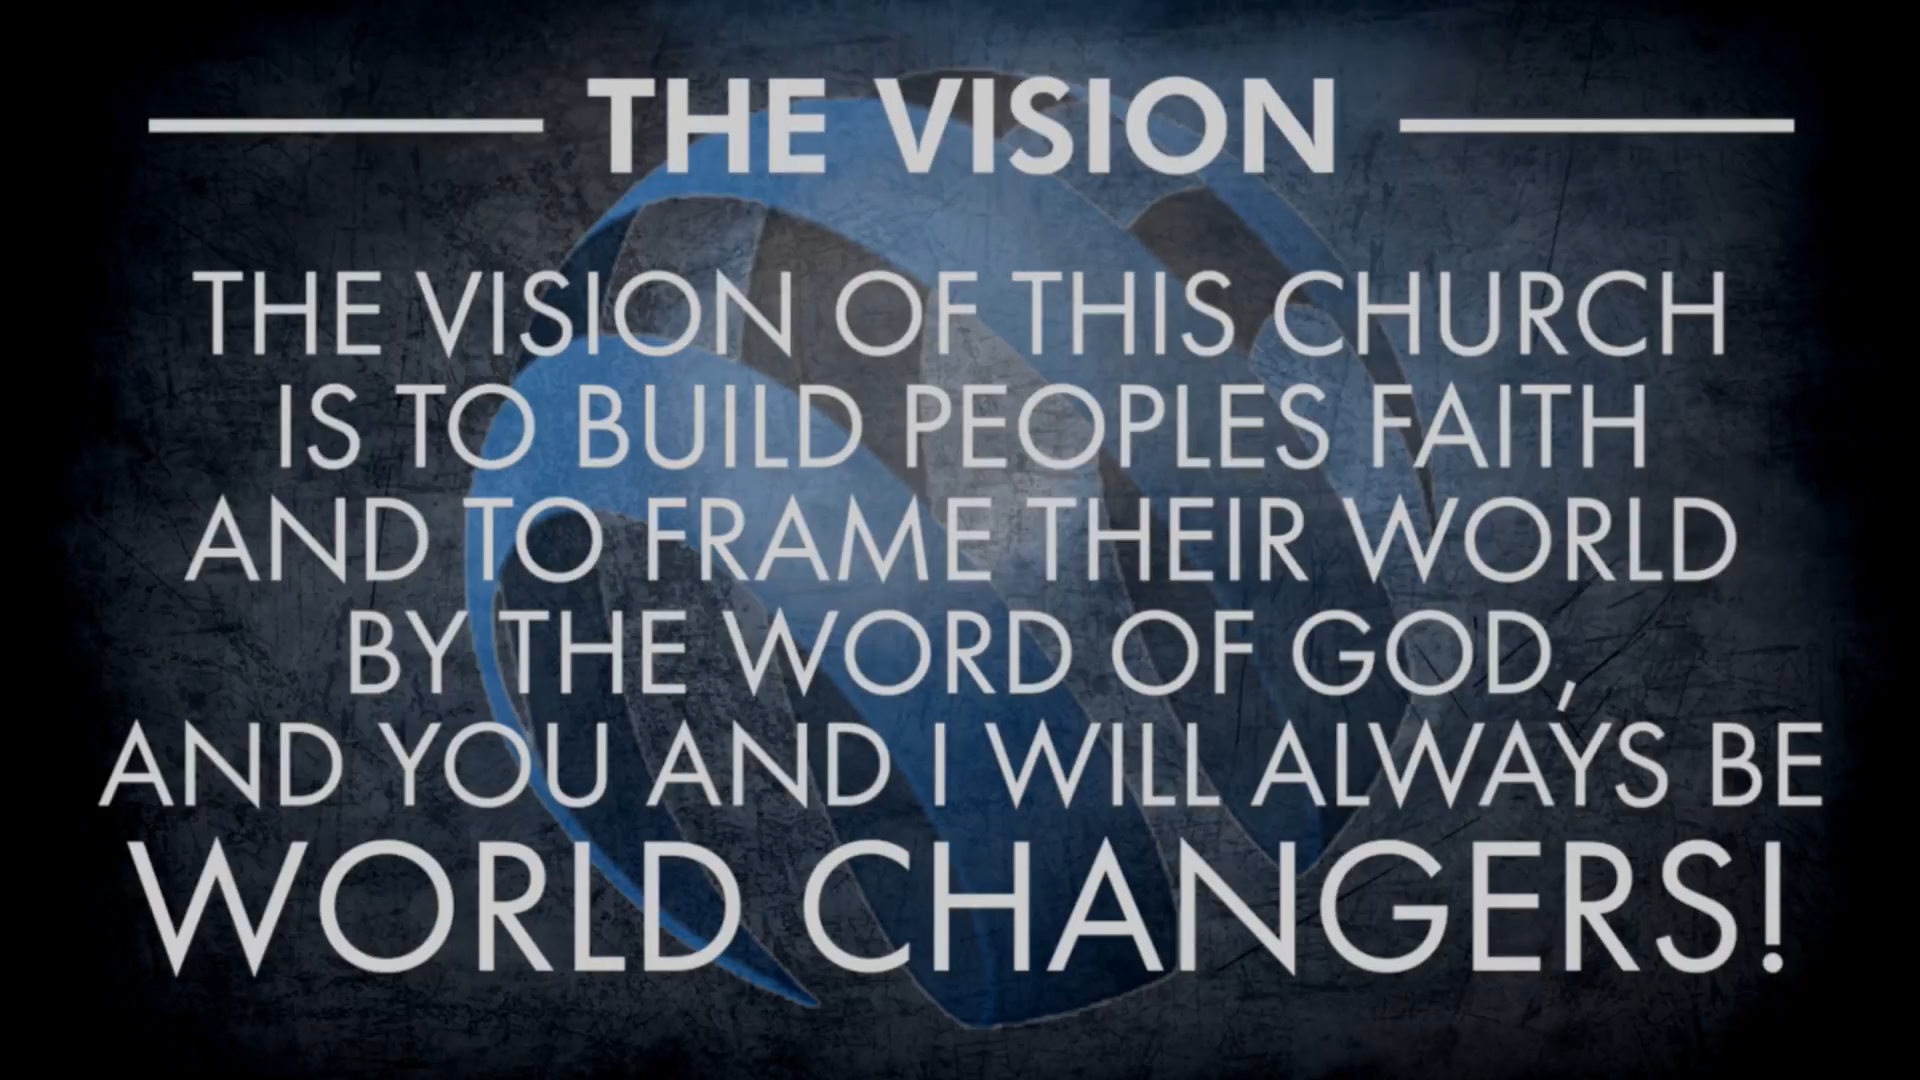 THE VISION
THE VISION OF THIS CHURCH
IS TO BUILD PEOPLES FAITH
AND TO FRAME THEIR WORLD
BY THE WORD OF GOD,
AND YOU AND I WILL ALWAYS BE
WORLD CHANGERS!